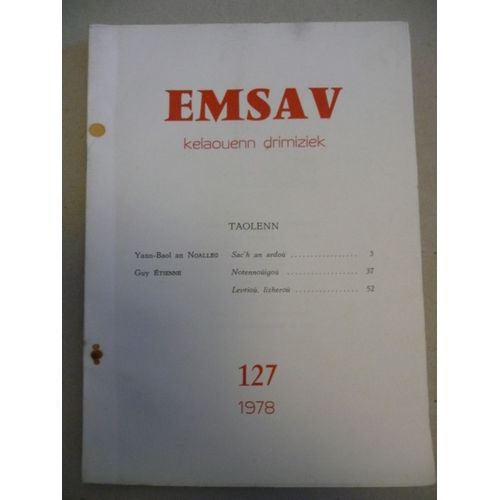 EMSAV
kelaouenn drimiziek
TAOLENN
Yann-Baol an NOALLEG Sac'h an ardoù ................. 3
Guy ÉTIENNE Notennoùigoù .................. 37
Levrioù, lizheroù ................ 52
127
1978